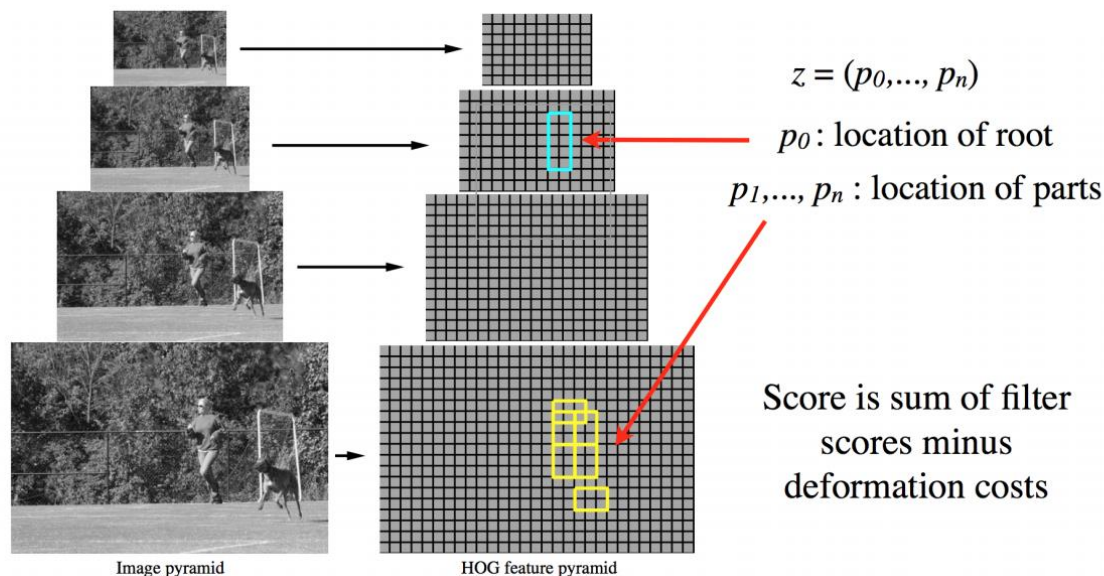 z = (p₀,..., pₙ)
p₀ : location of root
p₁,..., pₙ : location of parts
Score is sum of filter
scores minus
deformation costs
Image pyramid
HOG feature pyramid